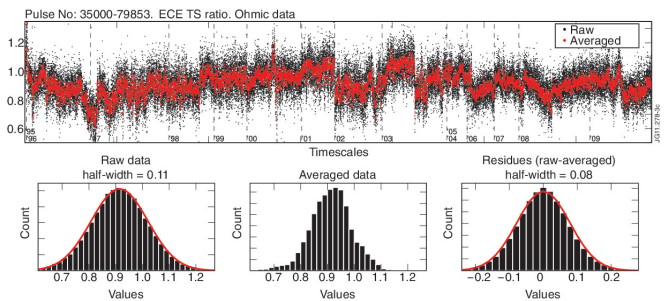 Pulse No: 35000-79853. ECE TS ratio. Ohmic data
Raw
Averaged
1.2
1.0
0.8
0.6
'95
'96 '97 '98 '99 '00 '01 '02 '03 '04 '05 '06 '07 '08 '09
JG11.278-3c
Timescales
Raw data
half-width = 0.11
Averaged data
Residues (raw-averaged)
half-width = 0.08
Count
Count
Count
0.7 0.8 0.9 1.0 1.1 1.2
0.7 0.8 0.9 1.0 1.2
−0.2 −0.1 0 0.1 0.2
Values
Values
Values